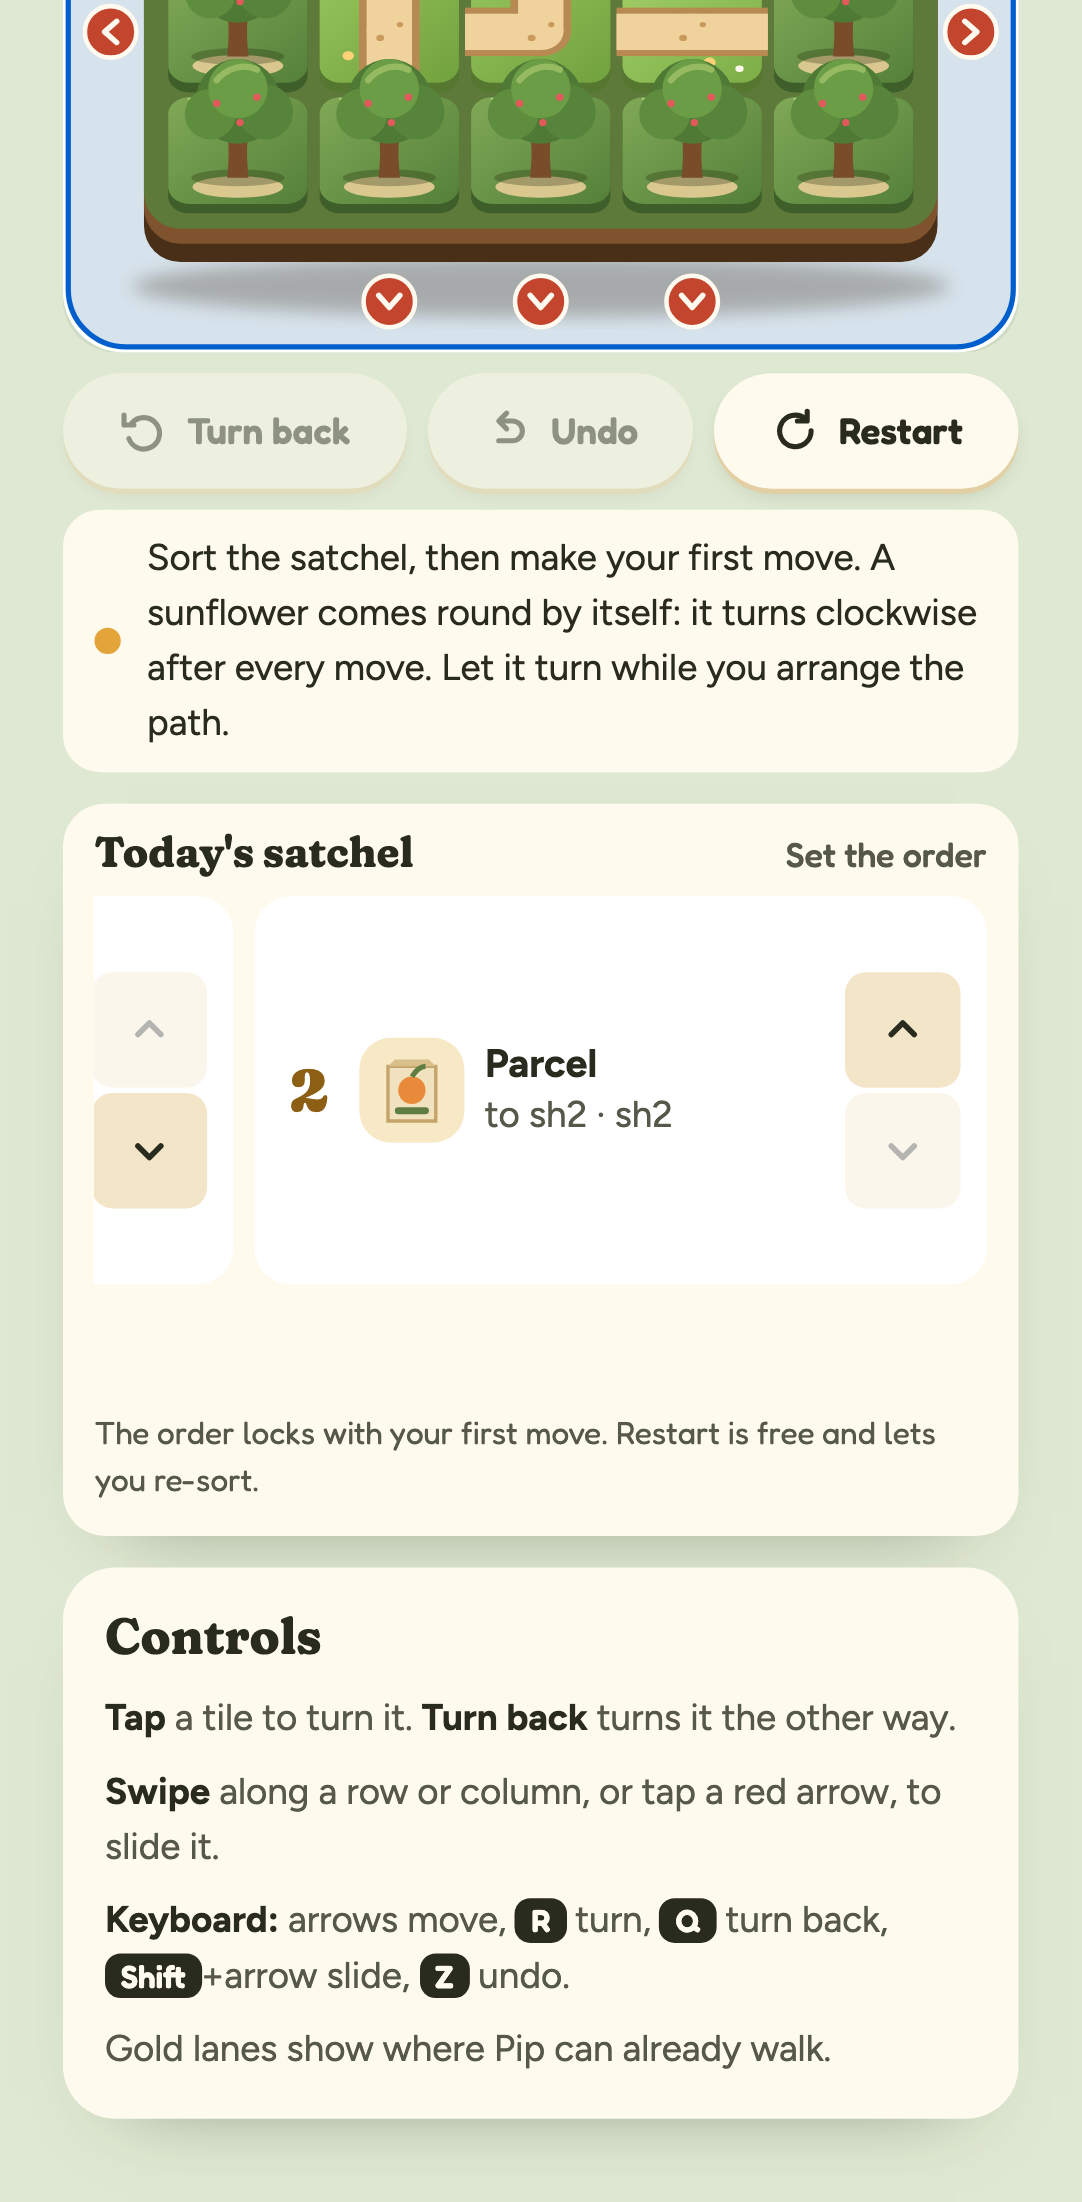 Turn back
Undo
Restart
Sort the satchel, then make your first move. A
sunflower comes round by itself: it turns clockwise
after every move. Let it turn while you arrange the
path.
Today's satchel
Set the order
2
Parcel
to sh2 · sh2
The order locks with your first move. Restart is free and lets
you re-sort.
Controls
Tap a tile to turn it. Turn back turns it the other way.
Swipe along a row or column, or tap a red arrow, to
slide it.
Keyboard: arrows move, R turn, Q turn back,
Shift+arrow slide, Z undo.
Gold lanes show where Pip can already walk.